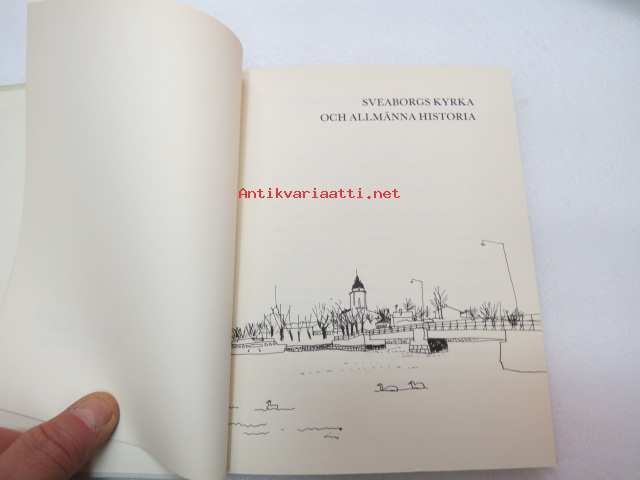 SVEABORGS KYRKA
OCH ALLMÄNNA HISTORIA
Antikvariaatti.net